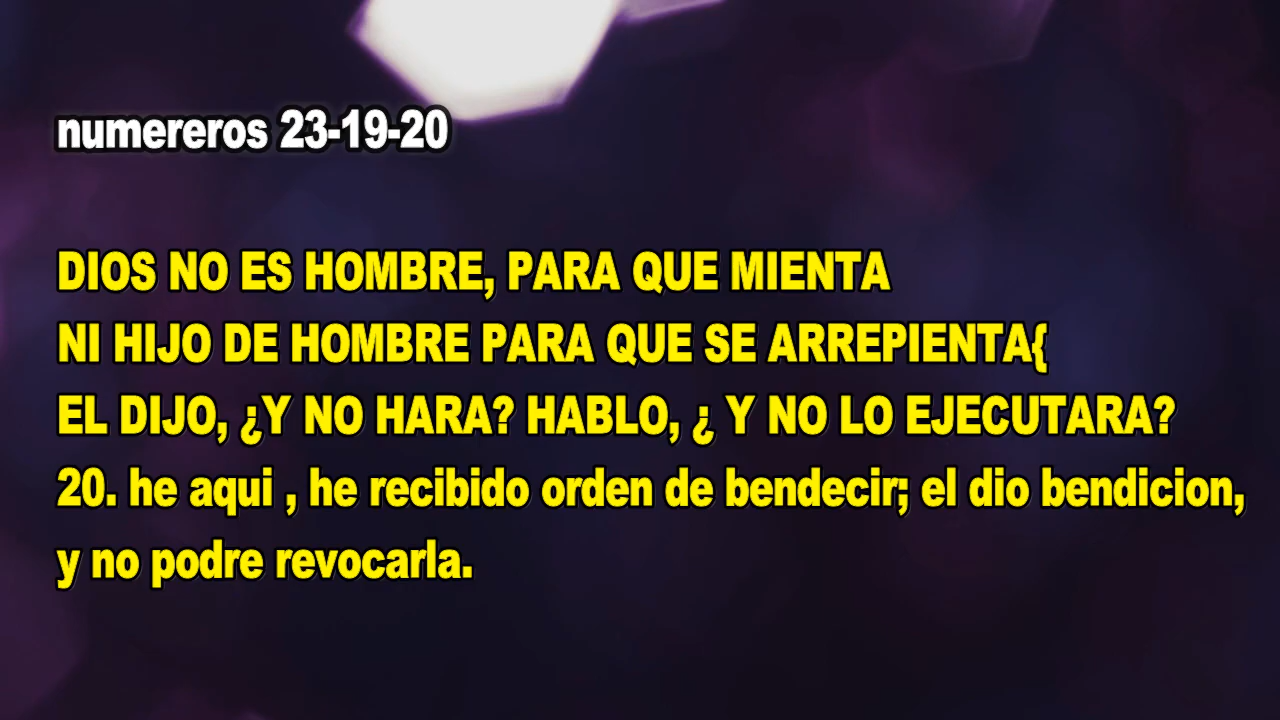 numereros 23-19-20
DIOS NO ES HOMBRE, PARA QUE MIENTA
NI HIJO DE HOMBRE PARA QUE SE ARREPIENTA{
EL DIJO, ¿Y NO HARA? HABLO, ¿ Y NO LO EJECUTARA?
20. he aqui , he recibido orden de bendecir; el dio bendicion,
y no podre revocarla.